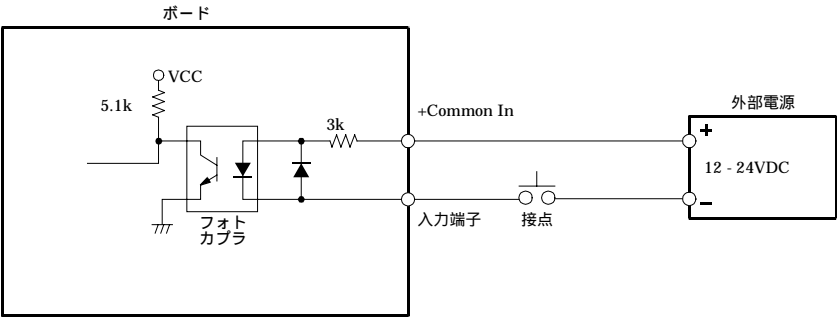 ボード
VCC
5.1k
3k
+Common In
外部電源
+
12 - 24VDC
−
フォト
カプラ
入力端子
接点